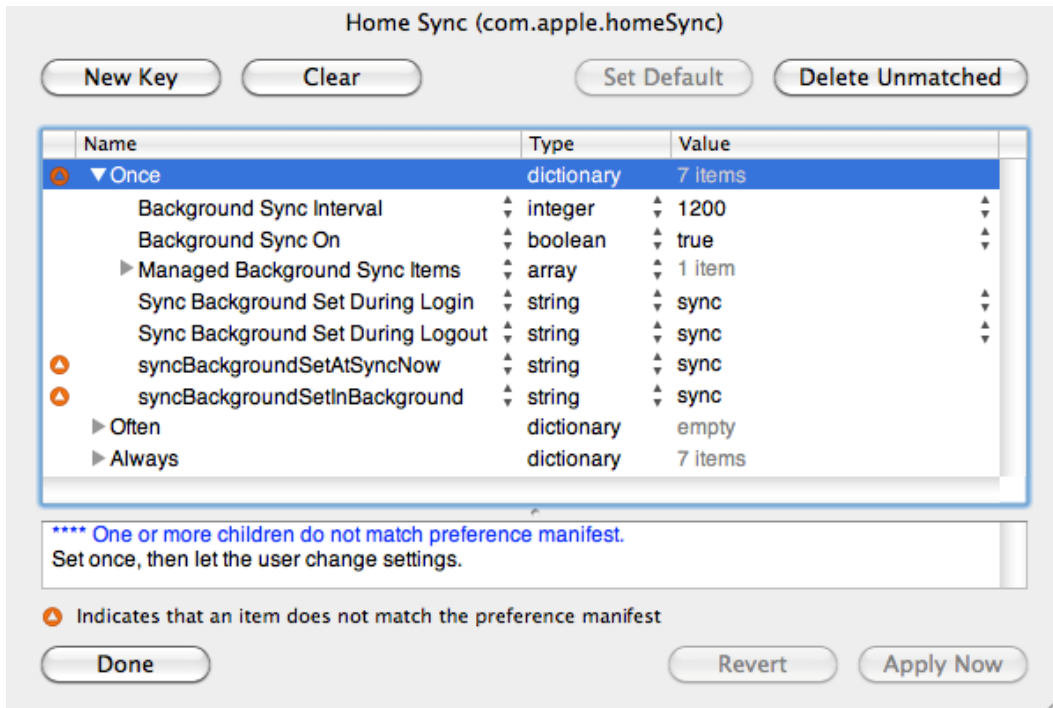 Home Sync (com.apple.homeSync)
New Key Clear Set Default Delete Unmatched
Name Type Value
Once dictionary 7 items
Background Sync Interval integer 1200
Background Sync On boolean true
Managed Background Sync Items array 1 item
Sync Background Set During Login string sync
Sync Background Set During Logout string sync
syncBackgroundSetAtSyncNow string sync
syncBackgroundSetInBackground string sync
Often dictionary empty
Always dictionary 7 items
**** One or more children do not match preference manifest.
Set once, then let the user change settings.
Indicates that an item does not match the preference manifest
Done Revert Apply Now